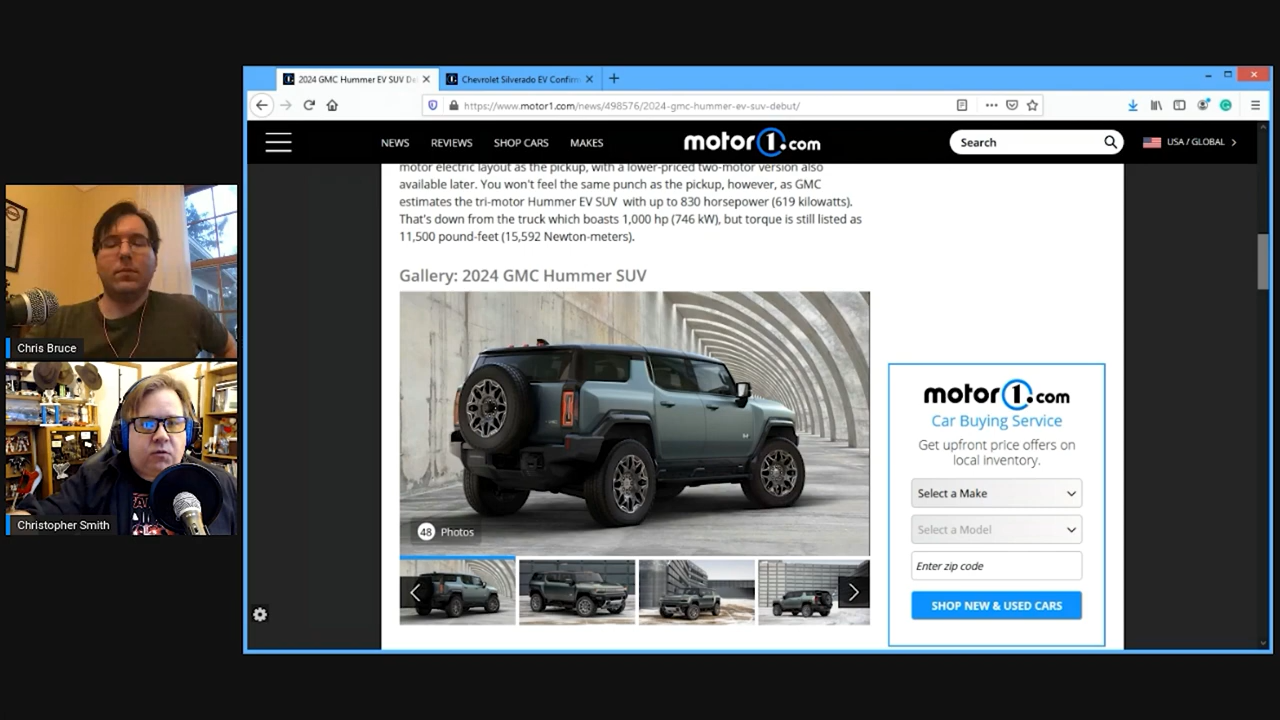 2024 GMC Hummer EV SUV De
Chevrolet Silverado EV Confirm
https://www.motor1.com/news/498576/2024-gmc-hummer-ev-suv-debut/
NEWS
REVIEWS
SHOP CARS
MAKES
motor1.com
Search
USA / GLOBAL
motor electric layout as the pickup, with a lower-priced two-motor version also
available later. You won't feel the same punch as the pickup, however, as GMC
estimates the tri-motor Hummer EV SUV with up to 830 horsepower (619 kilowatts).
That's down from the truck which boasts 1,000 hp (746 kW), but torque is still listed as
11,500 pound-feet (15,592 Newton-meters).
Gallery: 2024 GMC Hummer SUV
48 Photos
motor1.com
Car Buying Service
Get upfront price offers on
local inventory.
Select a Make
Select a Model
Enter zip code
SHOP NEW & USED CARS
Chris Bruce
Christopher Smith